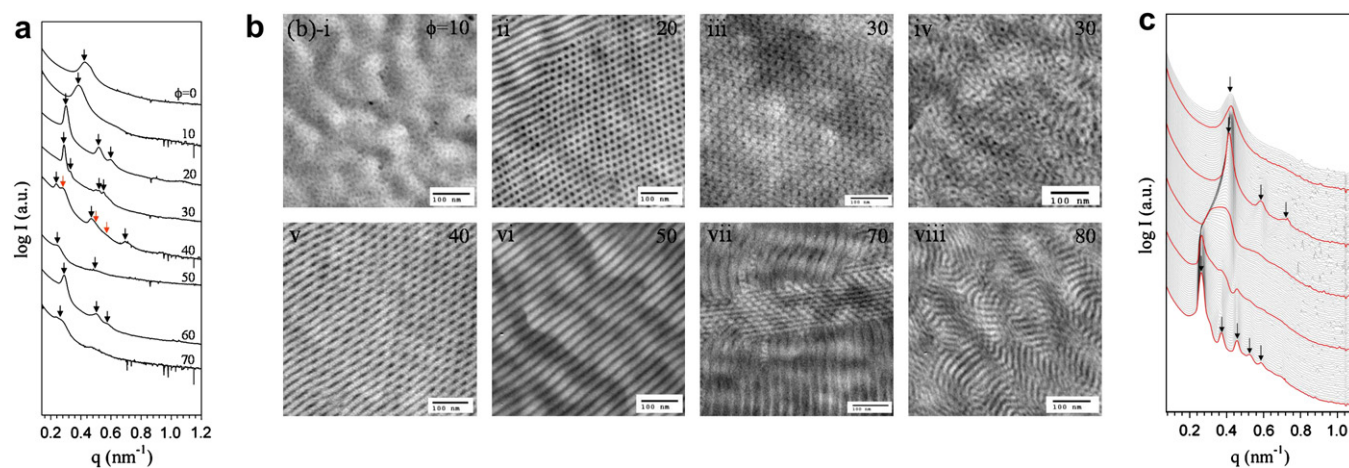 a
log I (a.u.)
ϕ=0
10
20
30
40
50
60
70
0.2 0.4 0.6 0.8 1.0 1.2
q (nm⁻¹)
b
(b)-i ϕ=10
100 nm
ii 20
100 nm
iii 30
100 nm
iv 30
100 nm
v 40
100 nm
vi 50
100 nm
vii 70
100 nm
viii 80
100 nm
c
log I (a.u.)
0.2 0.4 0.6 0.8 1.0
q (nm⁻¹)